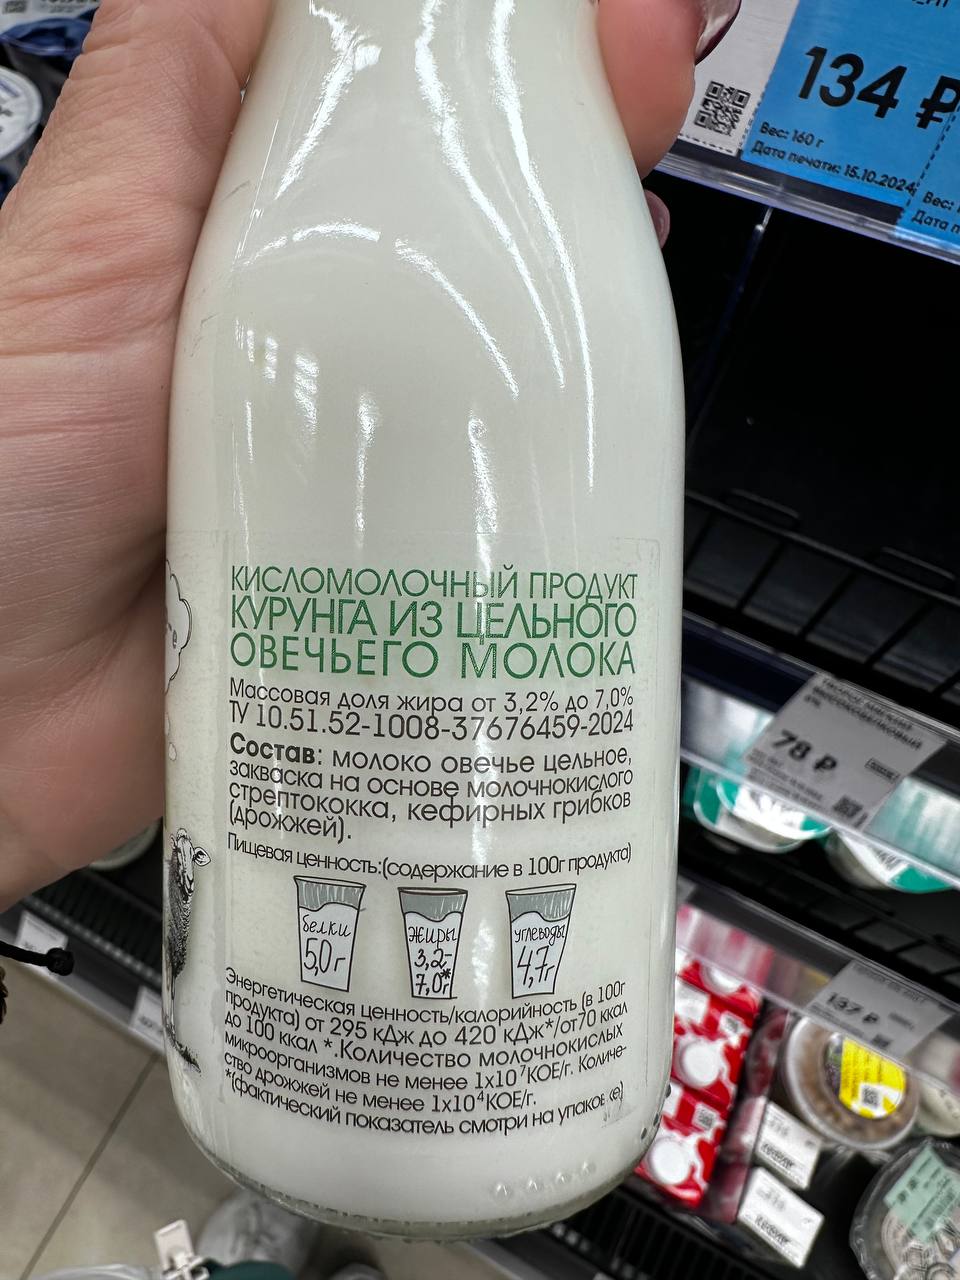 134 ₽
Вес: 160 г
Дата печати: 15.10.2024
Вес:
Дата п
КИСЛОМОЛОЧНЫЙ ПРОДУКТ
КУРУНГА ИЗ ЦЕЛЬНОГО
ОВЕЧЬЕГО МОЛОКА
Массовая доля жира от 3,2% до 7,0%
ТУ 10.51.52-1008-37676459-2024
Состав: молоко овечье цельное,
закваска на основе молочнокислого
стрептококка, кефирных грибков
(дрожжей).
Пищевая ценность:(содержание в 100г продукта)
белки
5,0г
жиры
3,2-
7,0г*
углеводы
4,7г
Энергетическая ценность/калорийность (в 100г
продукта) от 295 кДж до 420 кДж*/от70 ккал
до 100 ккал *.Количество молочнокислых
микроорганизмов не менее 1х10⁷КОЕ/г. Количе-
ство дрожжей не менее 1х10⁴КОЕ/г.
*(фактический показатель смотри на упаковке)
78 ₽
137 ₽